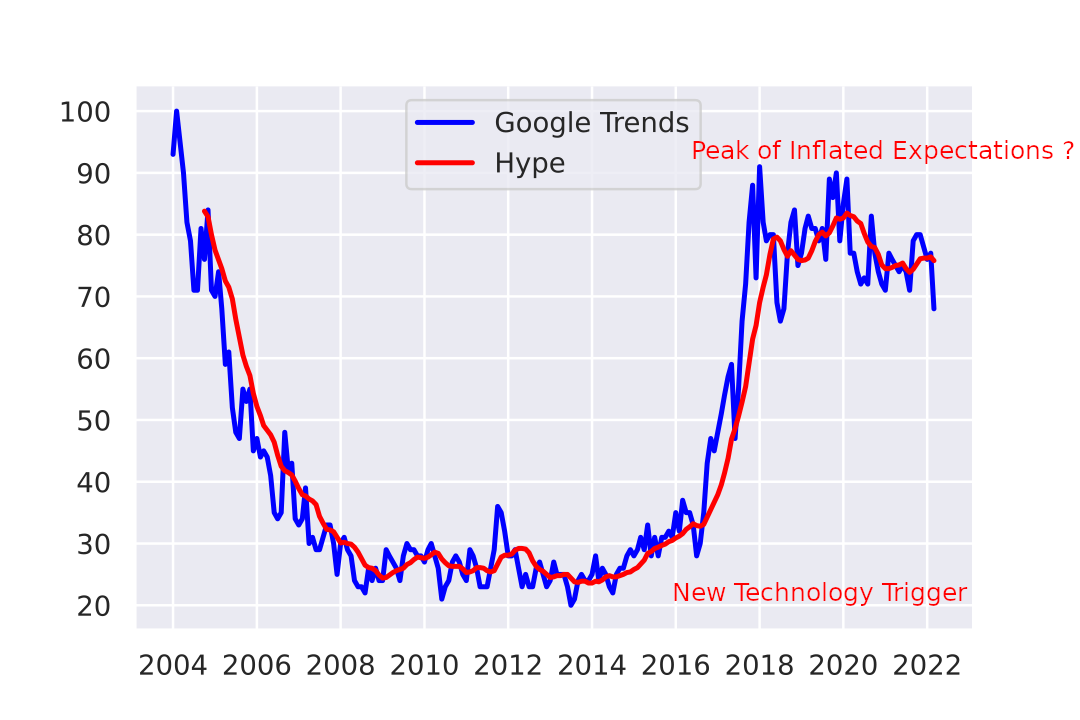 100
90
80
70
60
50
40
30
20
Google Trends
Hype
Peak of Inflated Expectations ?
New Technology Trigger
2004 2006 2008 2010 2012 2014 2016 2018 2020 2022